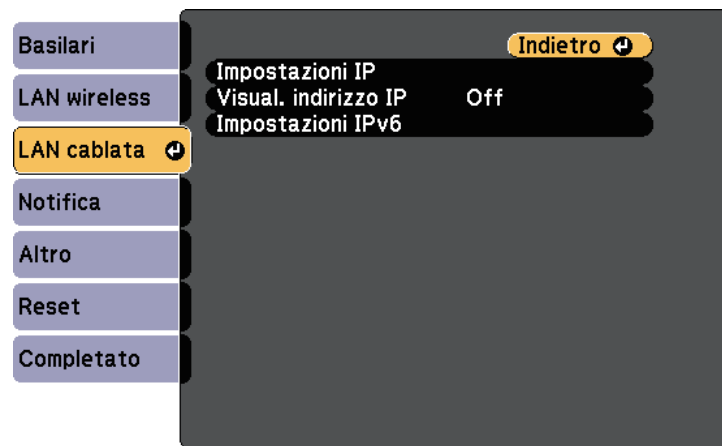 Basilari
LAN wireless
LAN cablata
Notifica
Altro
Reset
Completato
Indietro
Impostazioni IP
Visual. indirizzo IP Off
Impostazioni IPv6